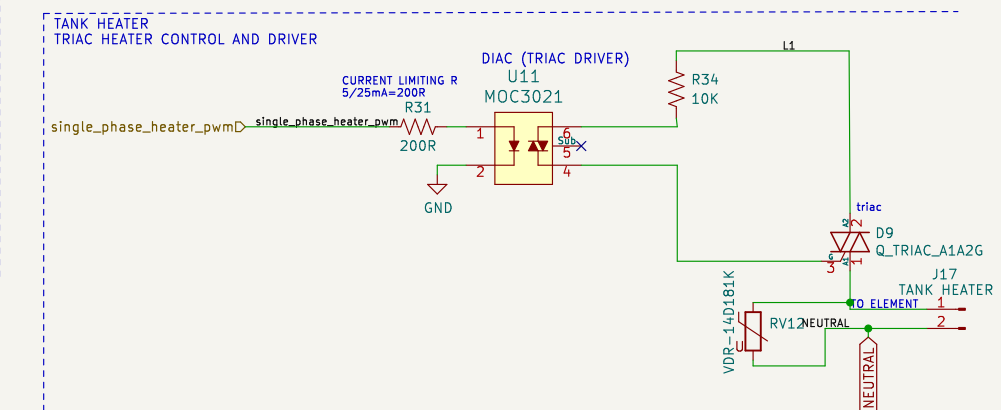 TANK HEATER
TRIAC HEATER CONTROL AND DRIVER
DIAC (TRIAC DRIVER)
U11
MOC3021
CURRENT LIMITING R
5/25mA=200R
R31
200R
single_phase_heater_pwm
single_phase_heater_pwm
1
2
6
Sub
5
4
GND
R34
10K
L1
triac
A2
2
D9
Q_TRIAC_A1A2G
G
3
A1
1
J17
TANK HEATER
TO ELEMENT
1
2
VDR-14D181K
U
RV12
NEUTRAL
NEUTRAL